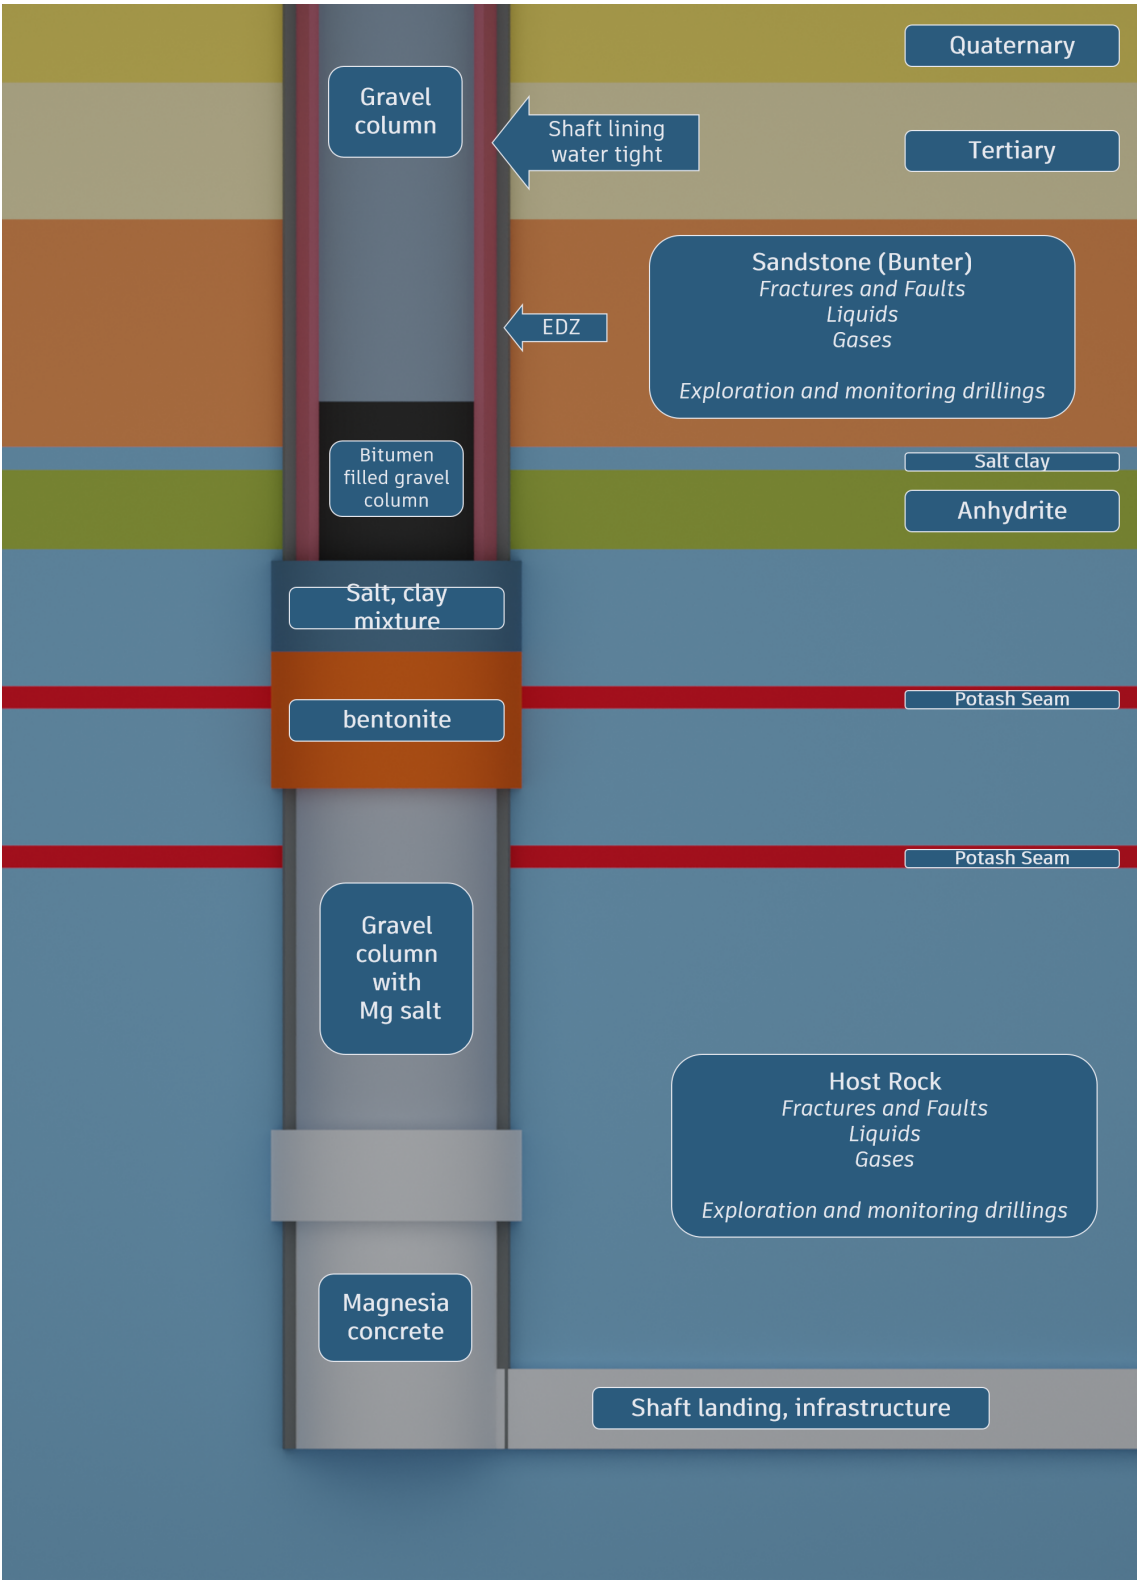 Quaternary
Gravel
column
Shaft lining
water tight
Tertiary
Sandstone (Bunter)
Fractures and Faults
Liquids
Gases
Exploration and monitoring drillings
EDZ
Bitumen
filled gravel
column
Salt clay
Anhydrite
Salt, clay
mixture
Potash Seam
bentonite
Potash Seam
Gravel
column
with
Mg salt
Host Rock
Fractures and Faults
Liquids
Gases
Exploration and monitoring drillings
Magnesia
concrete
Shaft landing, infrastructure